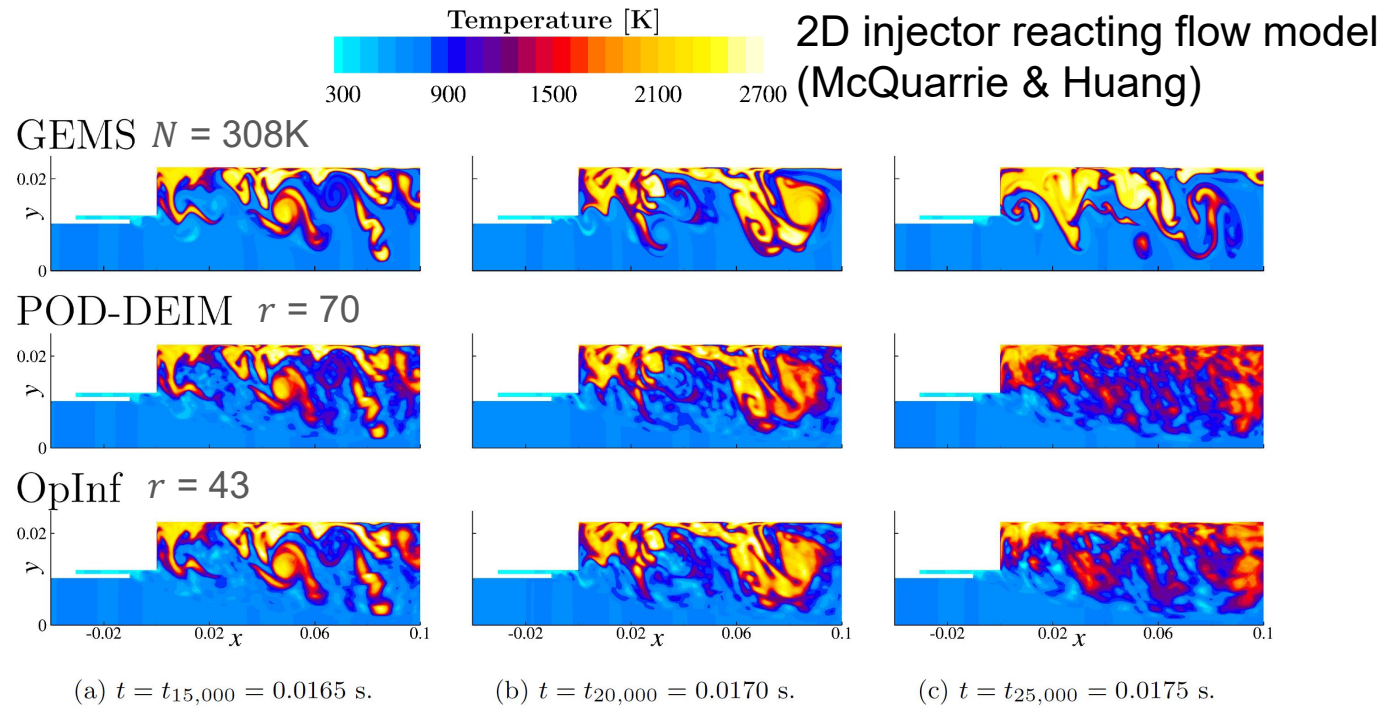 Temperature [K]
300 900 1500 2100 2700
2D injector reacting flow model
(McQuarrie & Huang)
GEMS N = 308K
0.02
y
0
POD-DEIM r = 70
0.02
y
0
OpInf r = 43
0.02
y
0
-0.02 0.02 x 0.06 0.1
-0.02 0.02 x 0.06 0.1
-0.02 0.02 x 0.06 0.1
(a) t = t15,000 = 0.0165 s.
(b) t = t20,000 = 0.0170 s.
(c) t = t25,000 = 0.0175 s.